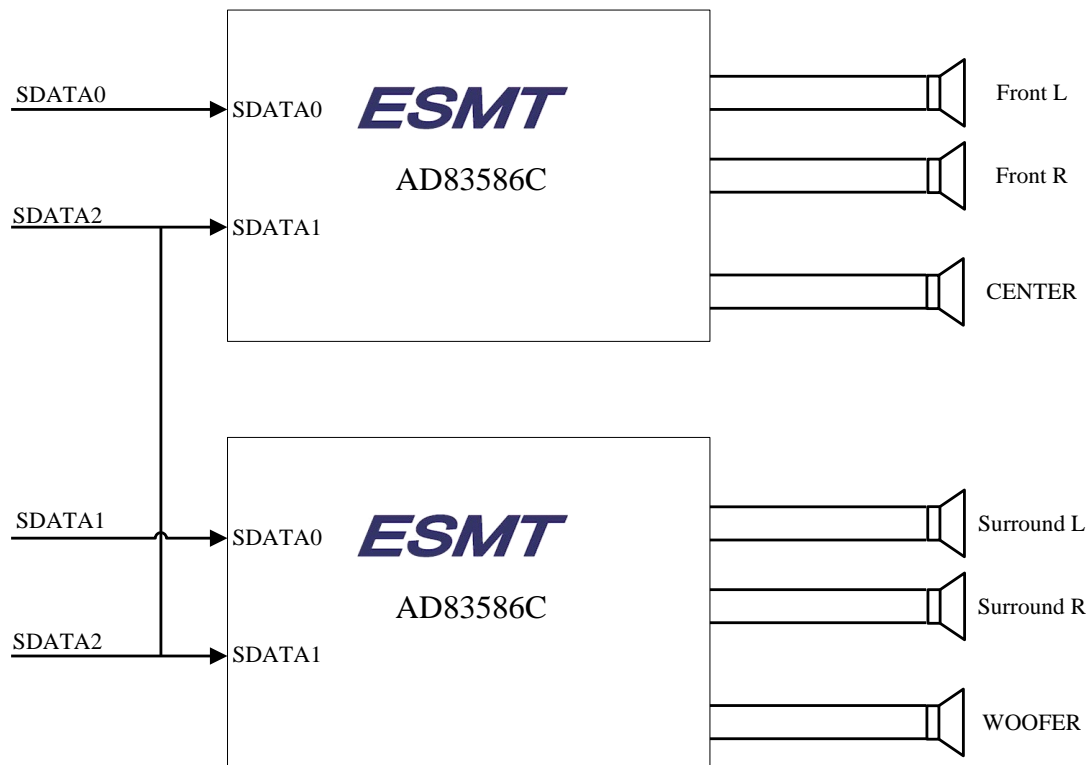 SDATA0
SDATA0
ESMT
Front L
AD83586C
Front R
SDATA2
SDATA1
CENTER
SDATA1
SDATA0
ESMT
Surround L
AD83586C
Surround R
SDATA2
SDATA1
WOOFER